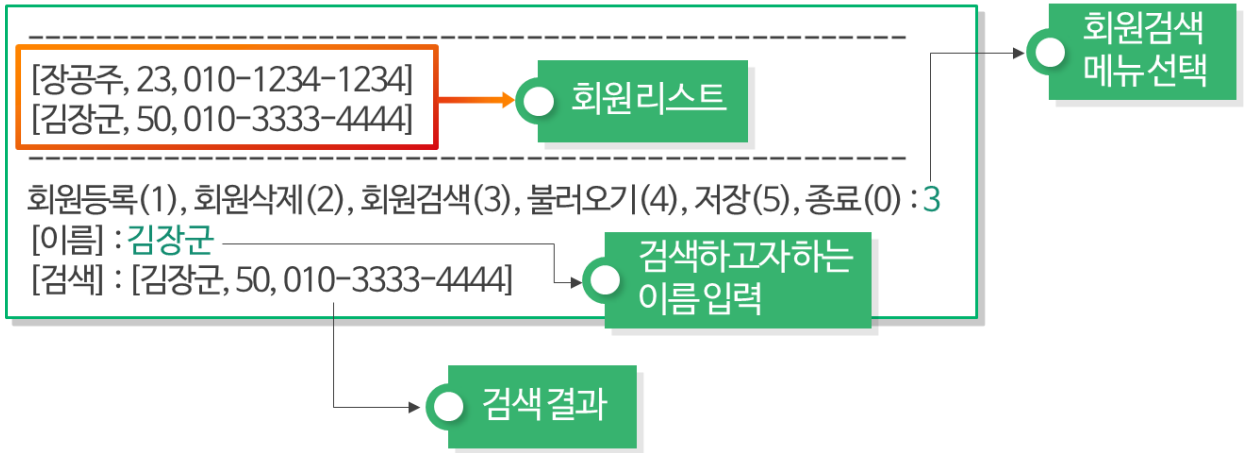 --------------------------------------------------
[장공주, 23, 010-1234-1234]
[김장군, 50, 010-3333-4444]
회원 리스트
--------------------------------------------------
회원등록(1), 회원삭제(2), 회원검색(3), 불러오기(4), 저장(5), 종료(0) : 3
회원검색
메뉴 선택
[이름] : 김장군
[검색] : [김장군, 50, 010-3333-4444]
검색하고자 하는
이름 입력
검색 결과